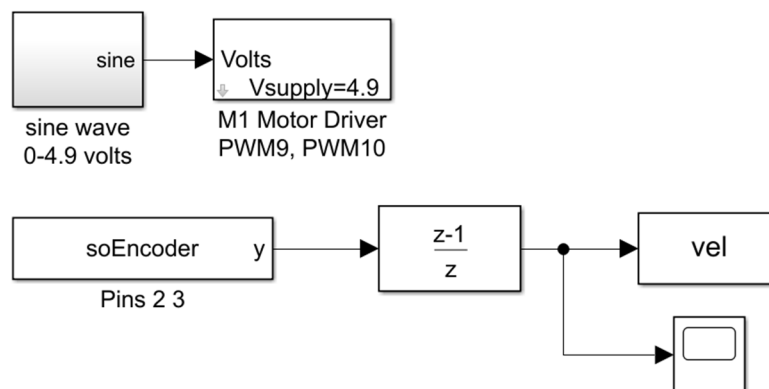 sine
Volts
Vsupply=4.9
sine wave
0-4.9 volts
M1 Motor Driver
PWM9, PWM10
soEncoder
y
z-1
z
vel
Pins 2 3